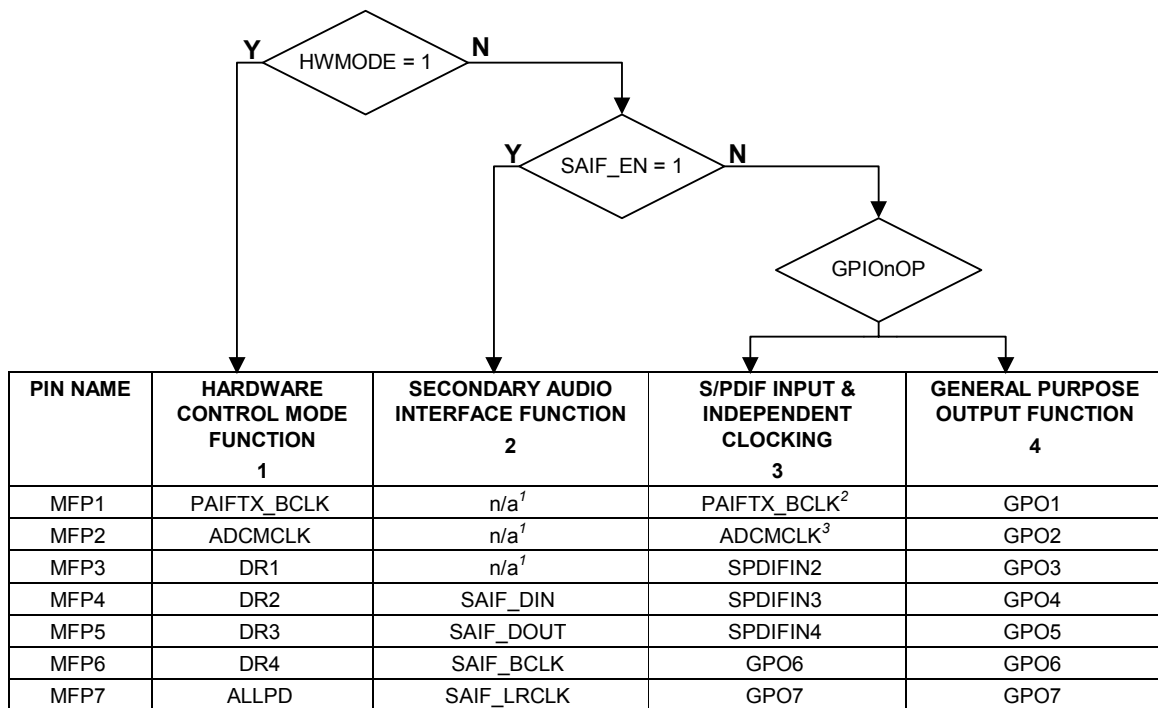 Y
N
HWMODE = 1
Y
N
SAIF_EN = 1
GPIOnOP
PIN NAME
HARDWARE
CONTROL MODE
FUNCTION
1
SECONDARY AUDIO
INTERFACE FUNCTION
2
S/PDIF INPUT &
INDEPENDENT
CLOCKING
3
GENERAL PURPOSE
OUTPUT FUNCTION
4
MFP1 PAIFTX_BCLK n/a1 PAIFTX_BCLK2 GPO1
MFP2 ADCMCLK n/a1 ADCMCLK3 GPO2
MFP3 DR1 n/a1 SPDIFIN2 GPO3
MFP4 DR2 SAIF_DIN SPDIFIN3 GPO4
MFP5 DR3 SAIF_DOUT SPDIFIN4 GPO5
MFP6 DR4 SAIF_BCLK GPO6 GPO6
MFP7 ALLPD SAIF_LRCLK GPO7 GPO7